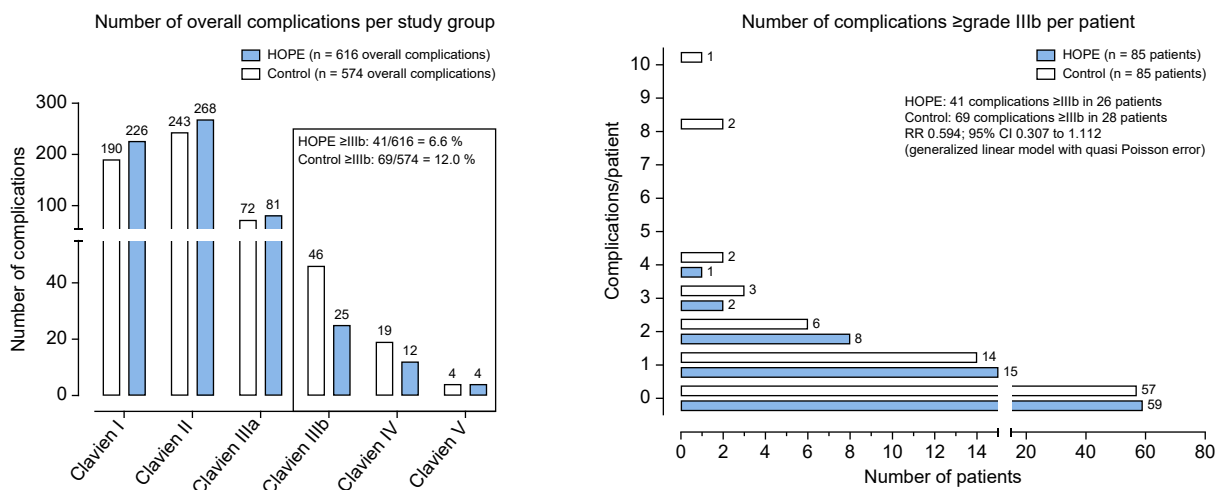 Number of overall complications per study group
HOPE (n = 616 overall complications)
Control (n = 574 overall complications)
Number of complications
300
200
100
40
20
0
190
226
243
268
72
81
46
25
19
12
4
4
HOPE ≥IIIb: 41/616 = 6.6 %
Control ≥IIIb: 69/574 = 12.0 %
Clavien I
Clavien II
Clavien IIIa
Clavien IIIb
Clavien IV
Clavien V
Number of complications ≥grade IIIb per patient
HOPE (n = 85 patients)
Control (n = 85 patients)
HOPE: 41 complications ≥IIIb in 26 patients
Control: 69 complications ≥IIIb in 28 patients
RR 0.594; 95% CI 0.307 to 1.112
(generalized linear model with quasi Poisson error)
Complications/patient
10
9
8
7
6
5
4
3
2
1
0
1
2
2
1
3
2
6
8
14
15
57
59
0 2 4 6 8 10 12 14 20 40 60 80
Number of patients